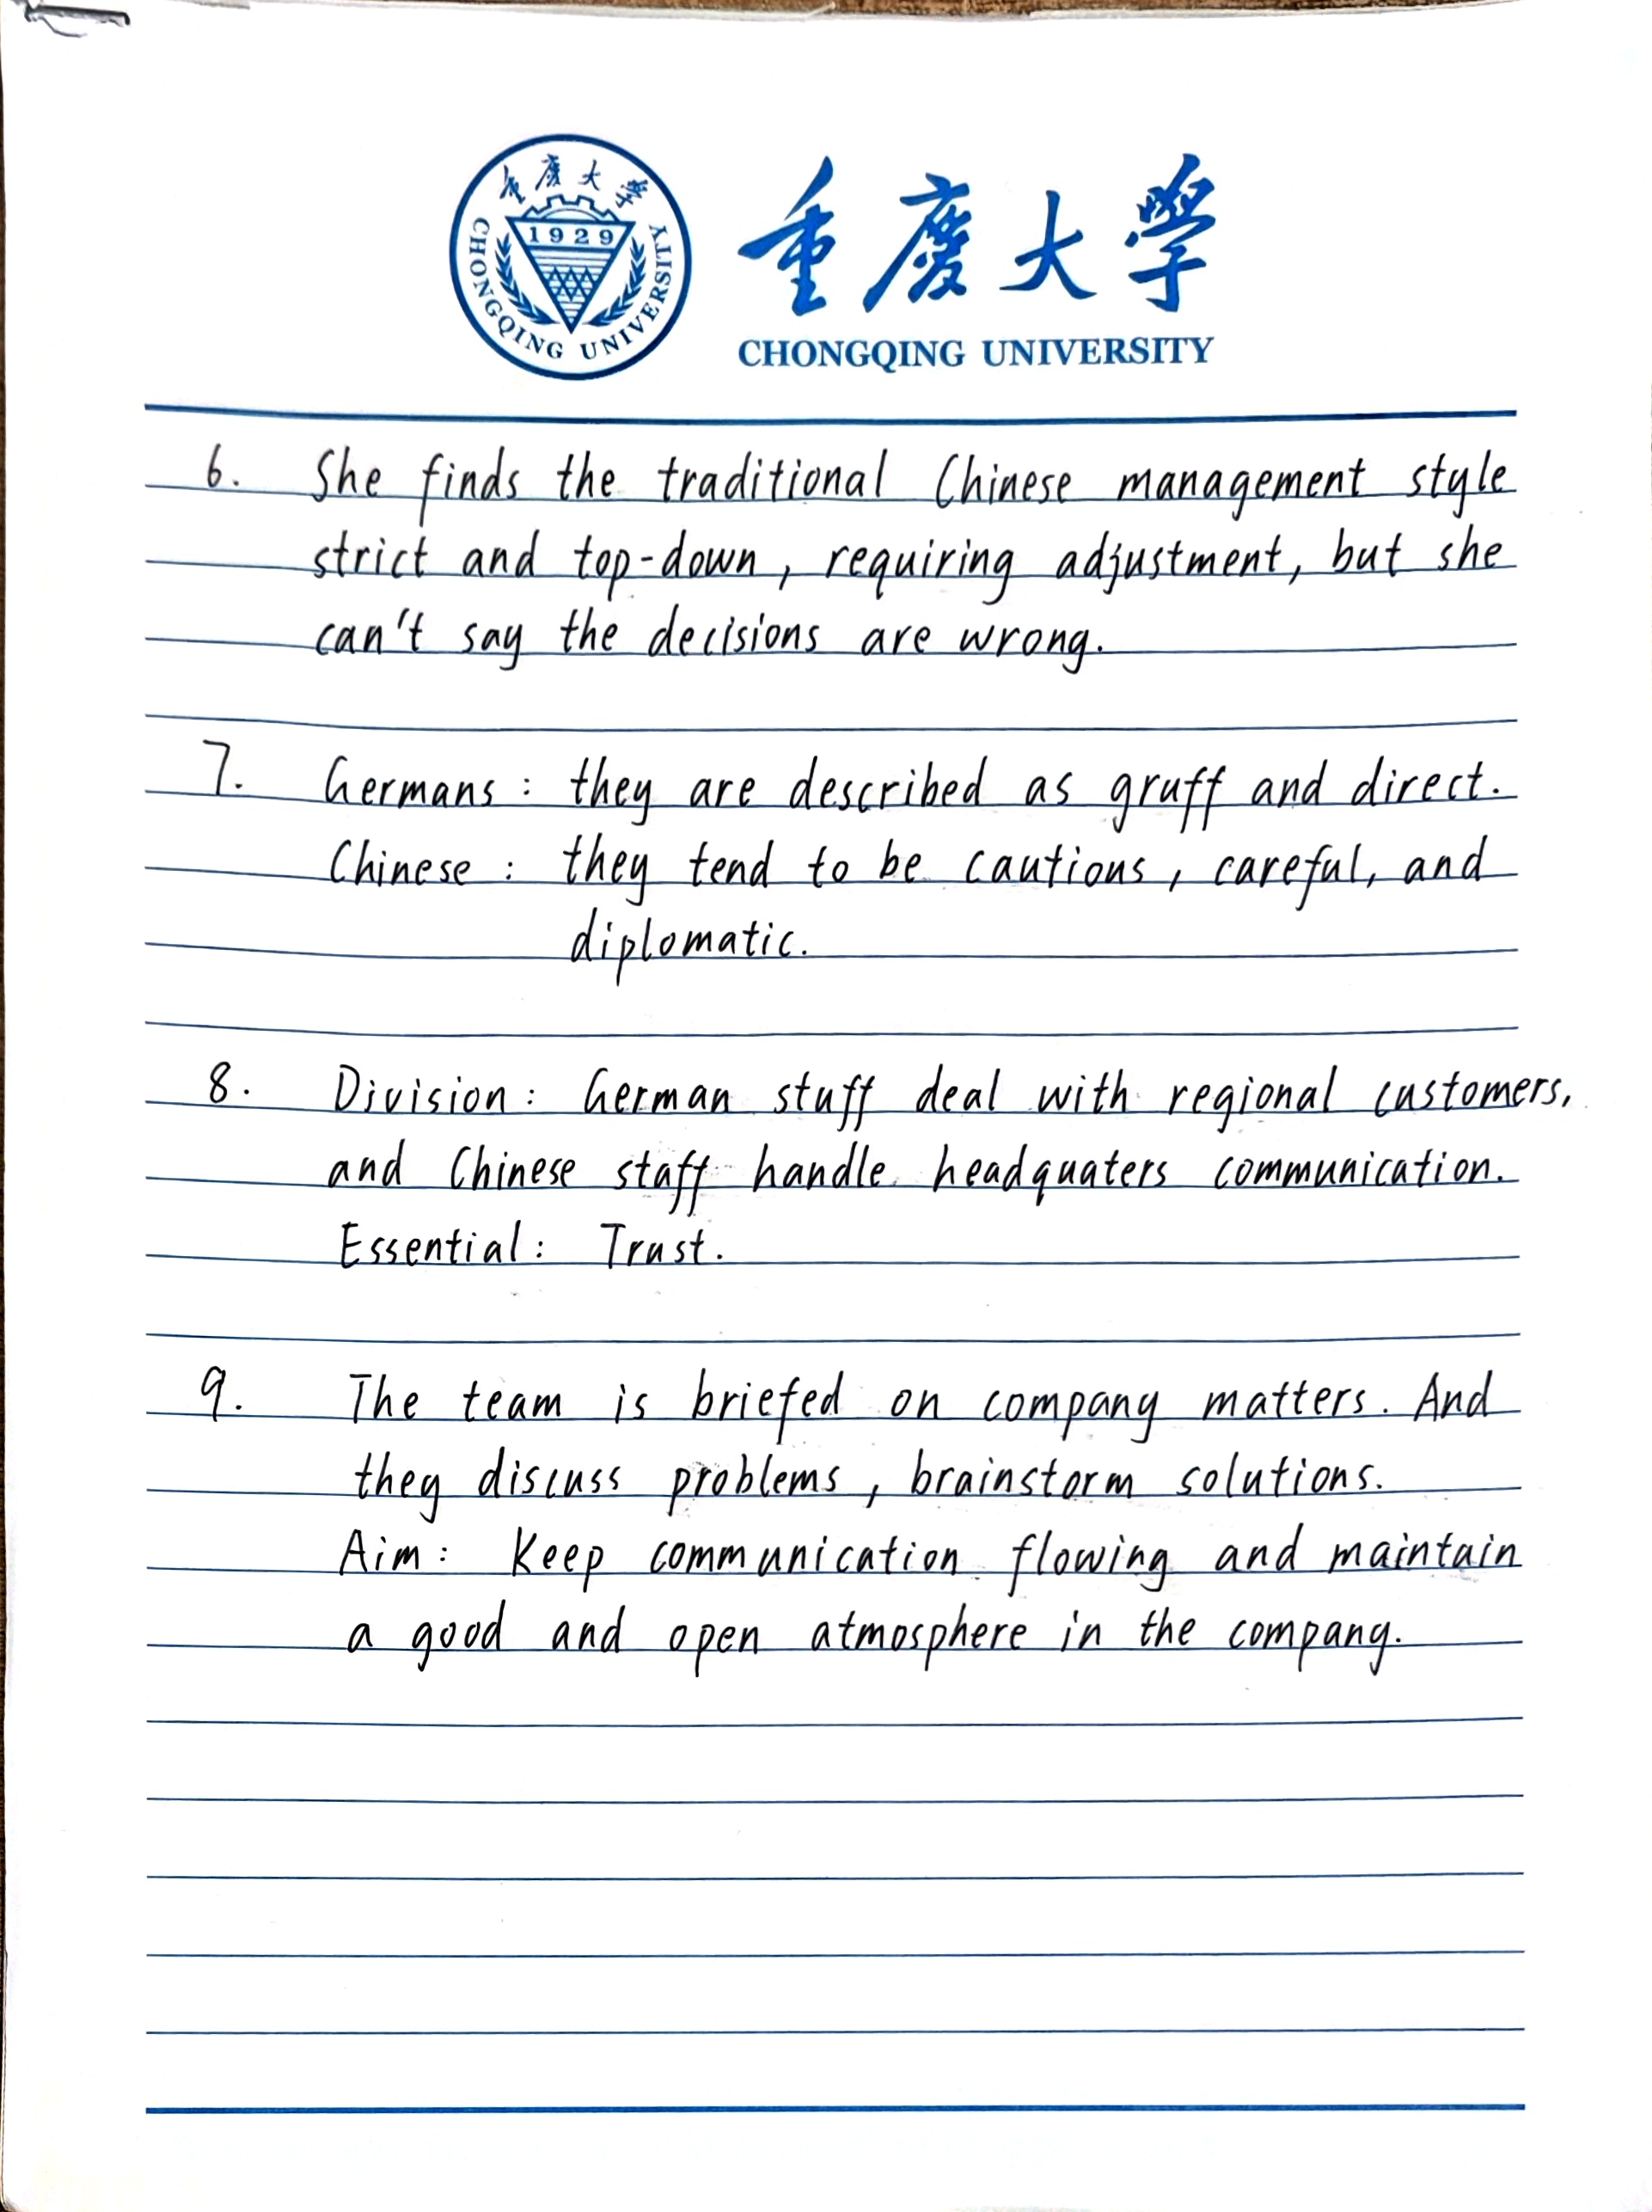 重慶大學
1929
CHONGQING UNIVERSITY
重慶大學
CHONGQING UNIVERSITY
6. She finds the traditional Chinese management style
strict and top-down, requiring adjustment, but she
can't say the decisions are wrong.
7. Germans: they are described as gruff and direct.
Chinese: they tend to be cautions, careful, and
diplomatic.
8. Division: German stuff deal with regional customers,
and Chinese staff handle headquaters communication.
Essential: Trust.
9. The team is briefed on company matters. And
they discuss problems, brainstorm solutions.
Aim: Keep communication flowing and maintain
a good and open atmosphere in the company.